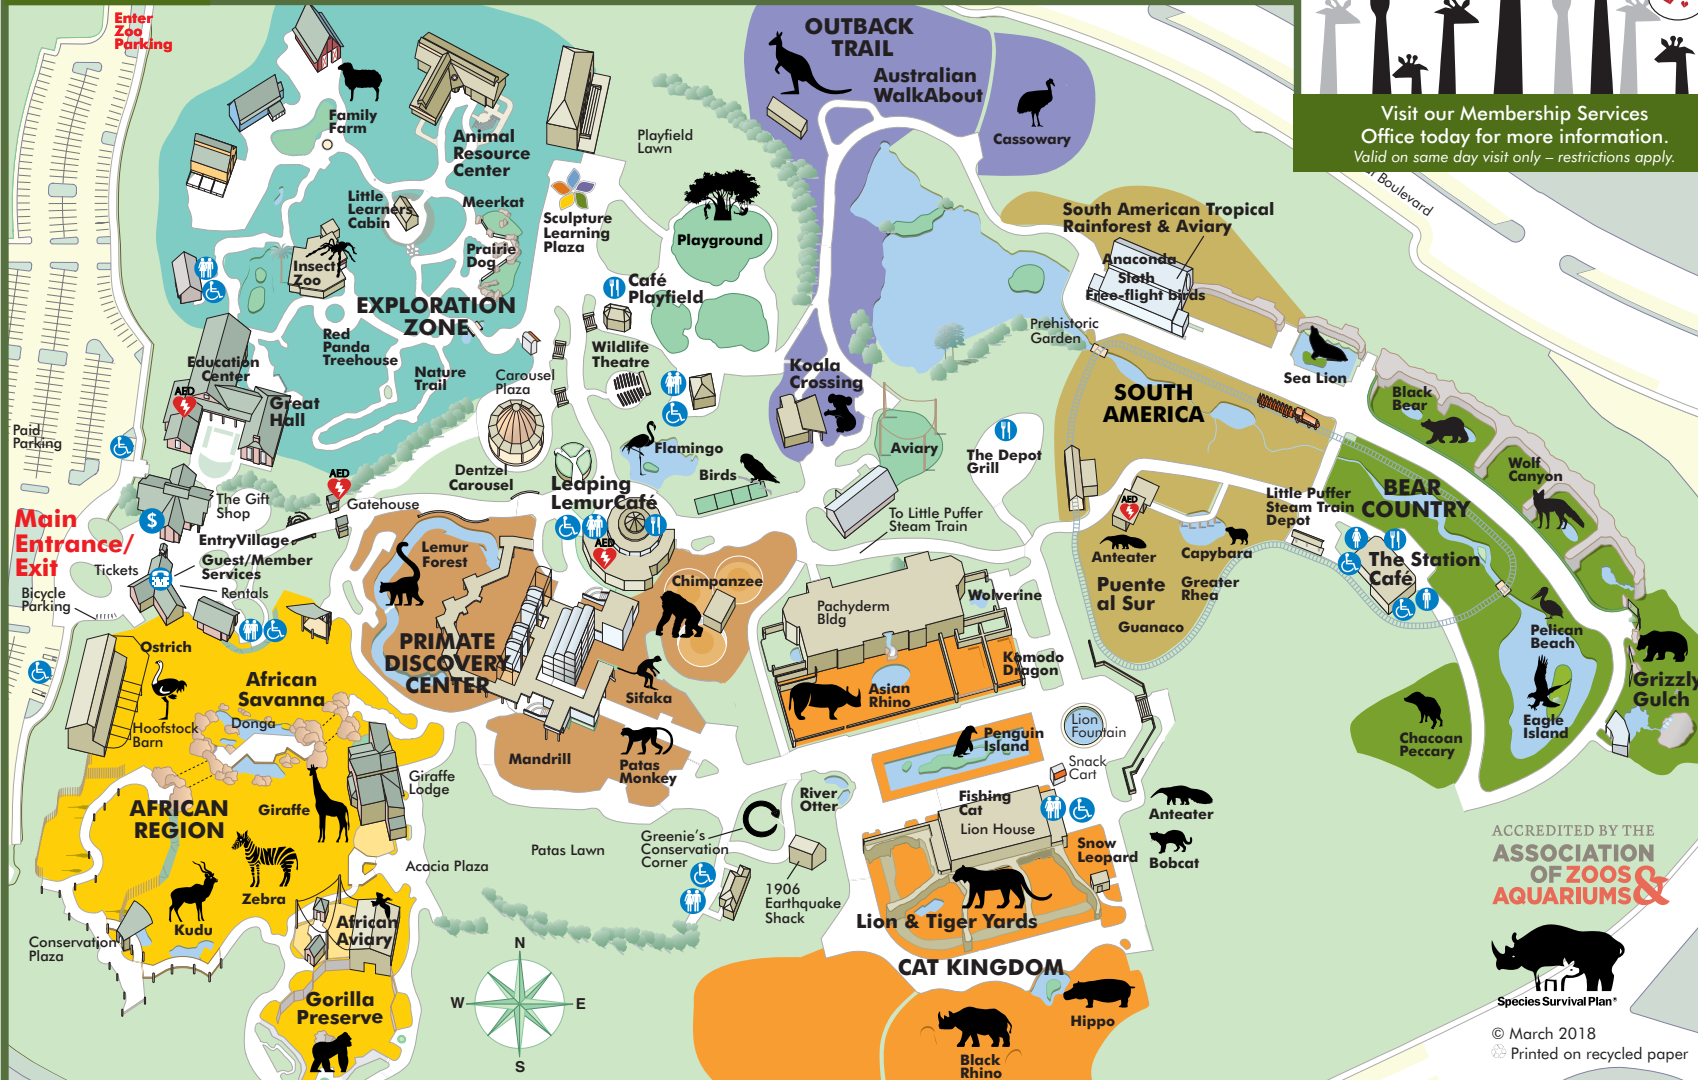 Enter
Zoo
Parking
OUTBACK
TRAIL
Australian
WalkAbout
Cassowary
Visit our Membership Services
Office today for more information.
Valid on same day visit only – restrictions apply.
Boulevard
Family
Farm
Animal
Resource
Center
Playfield
Lawn
Little
Learners
Cabin
Meerkat
Sculpture
Learning
Plaza
Prairie
Dog
Playground
South American Tropical
Rainforest & Aviary
Anaconda
Sloth
Free-flight birds
Insect
Zoo
EXPLORATION
ZONE
Café
Playfield
Prehistoric
Garden
Red
Panda
Treehouse
Nature
Trail
Education
Center
AED
Great
Hall
Carousel
Plaza
Wildlife
Theatre
Koala
Crossing
SOUTH
AMERICA
Sea Lion
Black
Bear
Paid
Parking
Dentzel
Carousel
Flamingo
Birds
Aviary
The Depot
Grill
Wolf
Canyon
BEAR
COUNTRY
AED
Gatehouse
The Gift
Shop
$
Leaping
LemurCafé
AED
To Little Puffer
Steam Train
AED
Little Puffer
Steam Train
Depot
Main
Entrance/
Exit
EntryVillage
Tickets
Guest/Member
Services
Rentals
Bicycle
Parking
Lemur
Forest
Chimpanzee
Pachyderm
Bldg
Wolverine
Anteater
Capybara
Puente
al Sur
Greater
Rhea
Guanaco
The Station
Café
Pelican
Beach
Ostrich
African
Savanna
PRIMATE
DISCOVERY
CENTER
Sifaka
Asian
Rhino
Komodo
Dragon
Grizzly
Gulch
Hoofstock
Barn
Donga
Mandrill
Patas
Monkey
Penguin
Island
Lion
Fountain
Chacoan
Peccary
Eagle
Island
Giraffe
Lodge
Snack
Cart
AFRICAN
REGION
Giraffe
River
Otter
Fishing
Cat
Lion House
Anteater
Greenie's
Conservation
Corner
Patas Lawn
Snow
Leopard
Bobcat
Acacia Plaza
Zebra
1906
Earthquake
Shack
Kudu
African
Aviary
Lion & Tiger Yards
Conservation
Plaza
CAT KINGDOM
Gorilla
Preserve
N
W
E
S
Hippo
Black
Rhino
ACCREDITED BY THE
ASSOCIATION
OF ZOOS
AQUARIUMS &
Species Survival Plan®
© March 2018
Printed on recycled paper